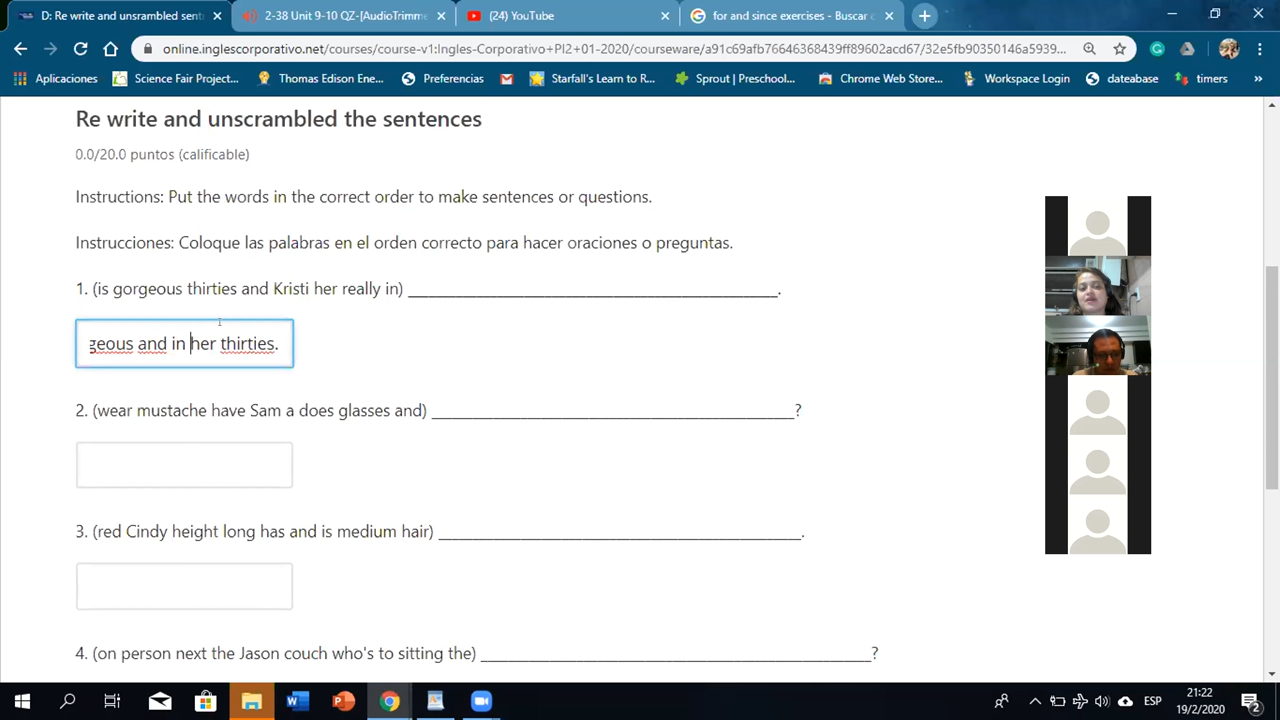 D: Re write and unscrambled sent
2-38 Unit 9-10 QZ-[AudioTrimme
(24) YouTube
for and since exercises - Buscar c
online.inglescorporativo.net/courses/course-v1:Ingles-Corporativo+PI2+01-2020/courseware/a91c69afb76646368439ff89602acd67/32e5fb90350146a5939...
Aplicaciones
Science Fair Project...
Thomas Edison Ene...
Preferencias
Starfall's Learn to R...
Sprout | Preschool...
Chrome Web Store...
Workspace Login
dateabase
timers
»
Re write and unscrambled the sentences
0.0/20.0 puntos (calificable)
Instructions: Put the words in the correct order to make sentences or questions.
Instrucciones: Coloque las palabras en el orden correcto para hacer oraciones o preguntas.
1. (is gorgeous thirties and Kristi her really in) ____________________________________________.
geous and in her thirties.
2. (wear mustache have Sam a does glasses and) ___________________________________________?
3. (red Cindy height long has and is medium hair) ___________________________________________.
4. (on person next the Jason couch who's to sitting the) ______________________________________________?
ESP
21:22
19/2/2020
2